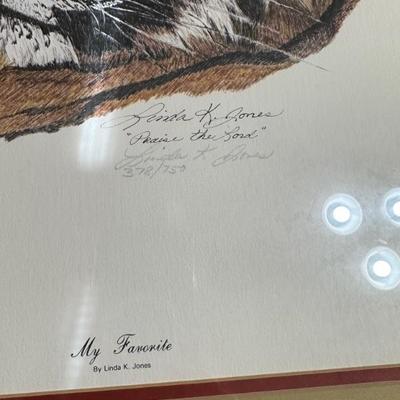 Linda K. Jones
"Praise the Lord"
Linda K Jones
378/750
My Favorite
By Linda K. Jones